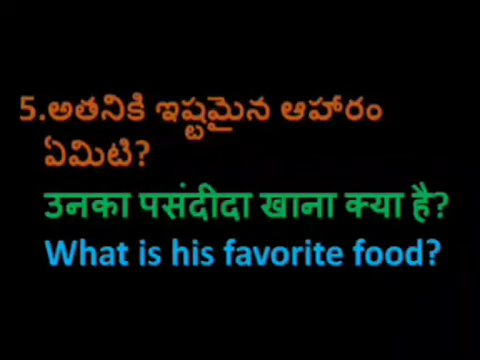 5.అతనికి ఇష్టమైన ఆహారం
ఏమిటి?
उनका पसंदीदा खाना क्या है?
What is his favorite food?